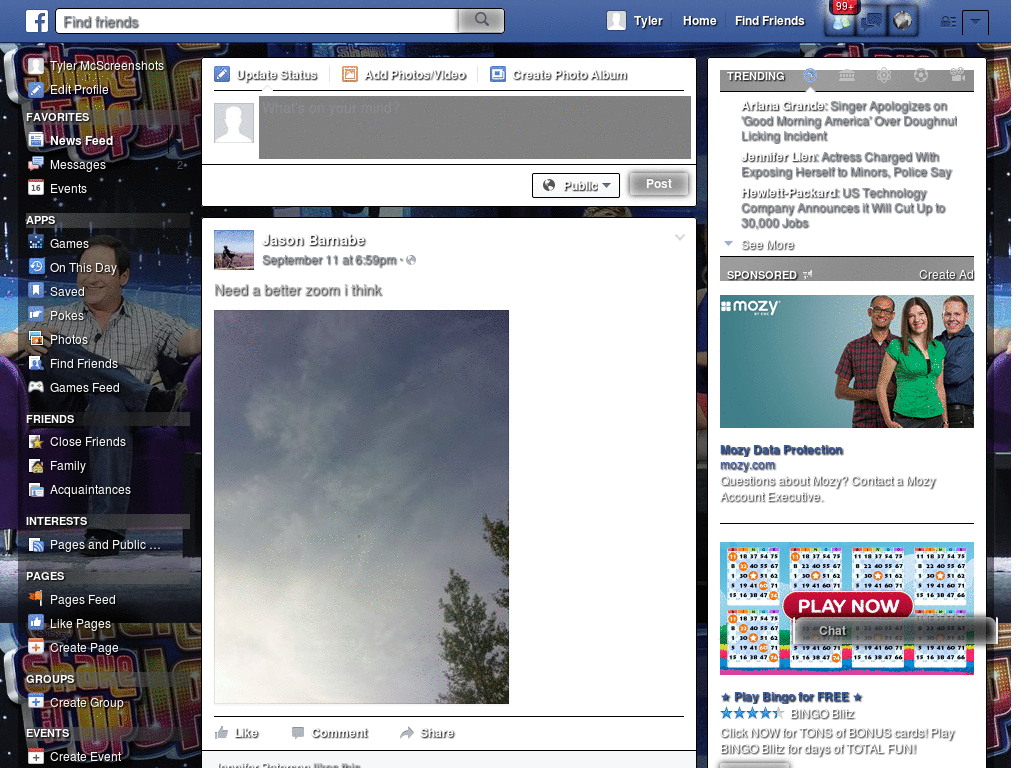 Find friends
Tyler
Home
Find Friends
99+
Tyler McScreenshots
Edit Profile
FAVORITES
News Feed
Messages
2
Events
16
APPS
Games
On This Day
Saved
Pokes
Photos
Find Friends
Games Feed
FRIENDS
Close Friends
Family
Acquaintances
INTERESTS
Pages and Public ...
PAGES
Pages Feed
Like Pages
Create Page
GROUPS
Create Group
EVENTS
Create Event
Update Status
Add Photos/Video
Create Photo Album
What's on your mind?
Public
Post
Jason Barnabe
September 11 at 6:59pm ·
Need a better zoom i think
Like
Comment
Share
Jennifer Peterson likes this.
TRENDING
Ariana Grande: Singer Apologizes on
'Good Morning America' Over Doughnut
Licking Incident
Jennifer Lien: Actress Charged With
Exposing Herself to Minors, Police Say
Hewlett-Packard: US Technology
Company Announces it Will Cut Up to
30,000 Jobs
See More
SPONSORED
Create Ad
mozy
BY EMC
Mozy Data Protection
mozy.com
Questions about Mozy? Contact a Mozy
Account Executive.
PLAY NOW
Chat
★ Play Bingo for FREE ★
BINGO Blitz
Click NOW for TONS of BONUS cards! Play
BINGO Blitz for days of TOTAL FUN!